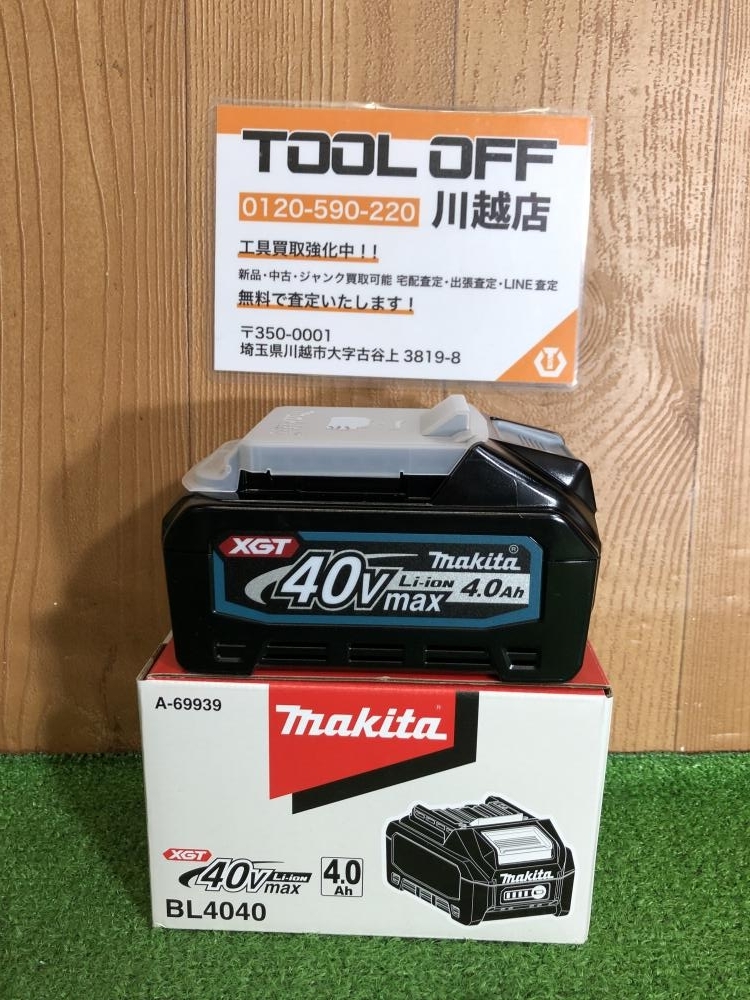 TOOL OFF
0120-590-220 川越店
工具買取強化中!!
新品・中古・ジャンク買取可能 宅配査定・出張査定・LINE査定
無料で査定いたします!
〒350-0001
埼玉県川越市大字古谷上 3819-8
XGT
makita®
40Vmax Li-ion 4.0Ah
A-69939
makita®
XGT
40Vmax Li-ion 4.0 Ah
BL4040
makita